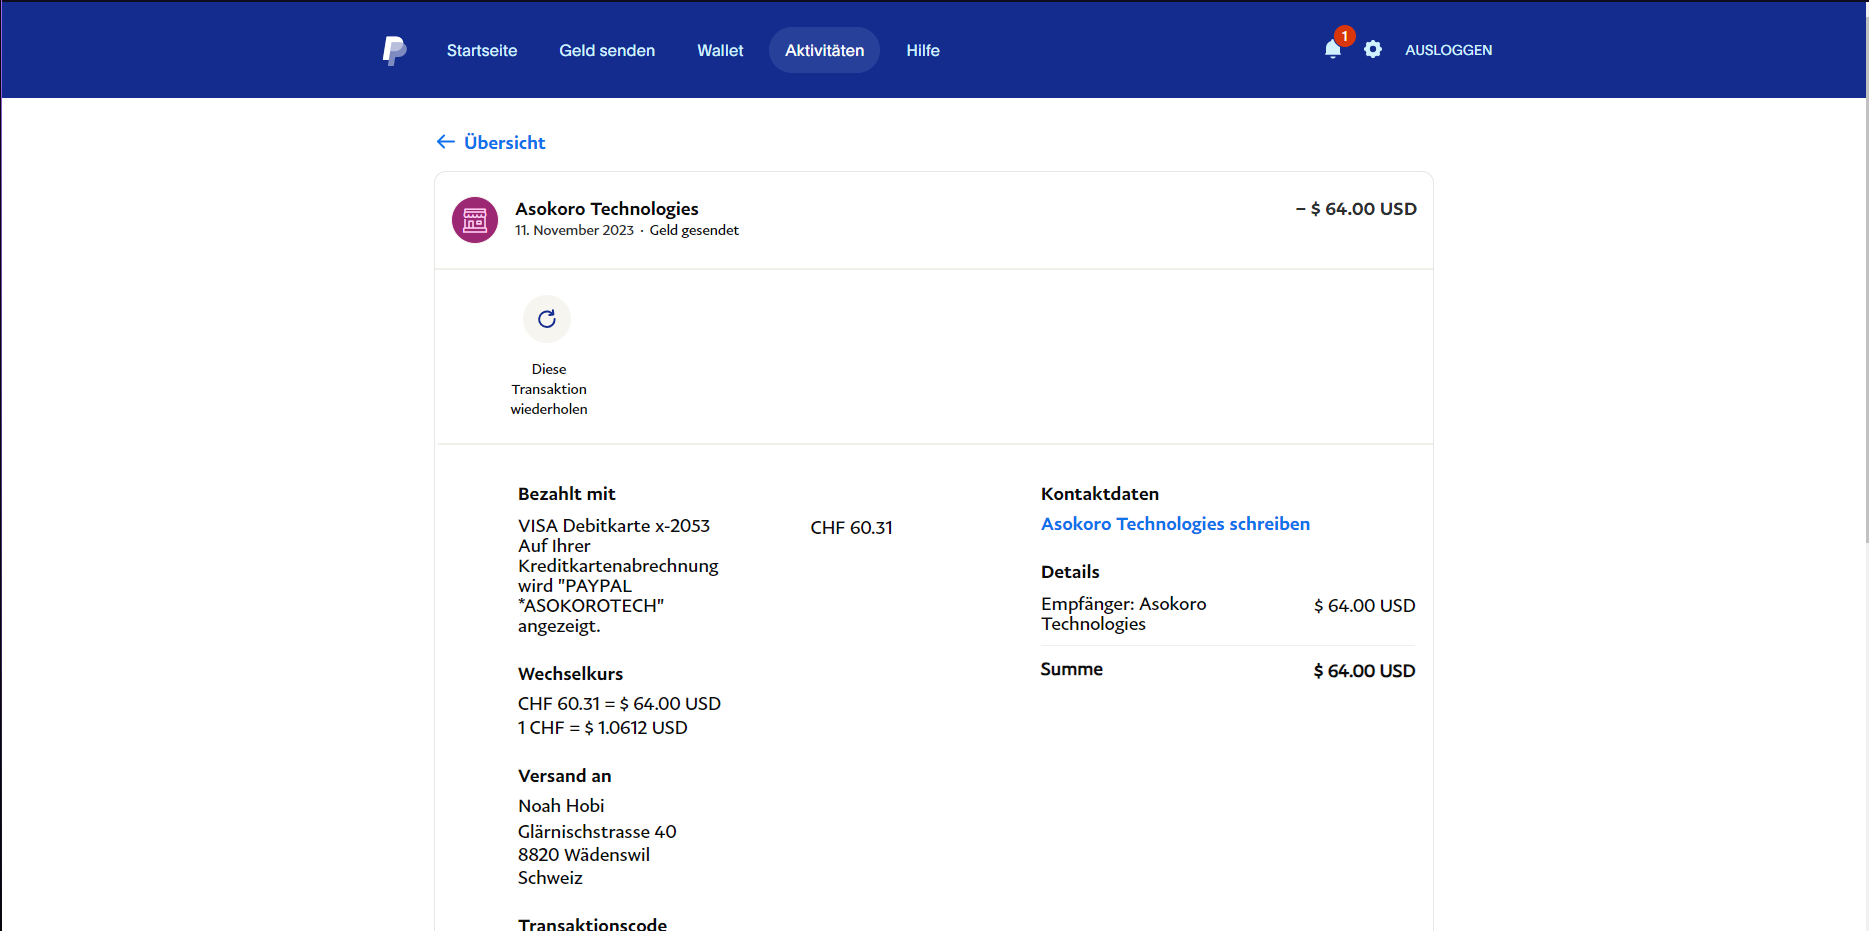 Startseite
Geld senden
Wallet
Aktivitäten
Hilfe
1
AUSLOGGEN
Übersicht
Asokoro Technologies
– $ 64.00 USD
11. November 2023 · Geld gesendet
Diese
Transaktion
wiederholen
Bezahlt mit
VISA Debitkarte x-2053
CHF 60.31
Auf Ihrer
Kreditkartenabrechnung
wird "PAYPAL
*ASOKOROTECH"
angezeigt.
Wechselkurs
CHF 60.31 = $ 64.00 USD
1 CHF = $ 1.0612 USD
Versand an
Noah Hobi
Glärnischstrasse 40
8820 Wädenswil
Schweiz
Transaktionscode
Kontaktdaten
Asokoro Technologies schreiben
Details
Empfänger: Asokoro
Technologies
$ 64.00 USD
Summe
$ 64.00 USD